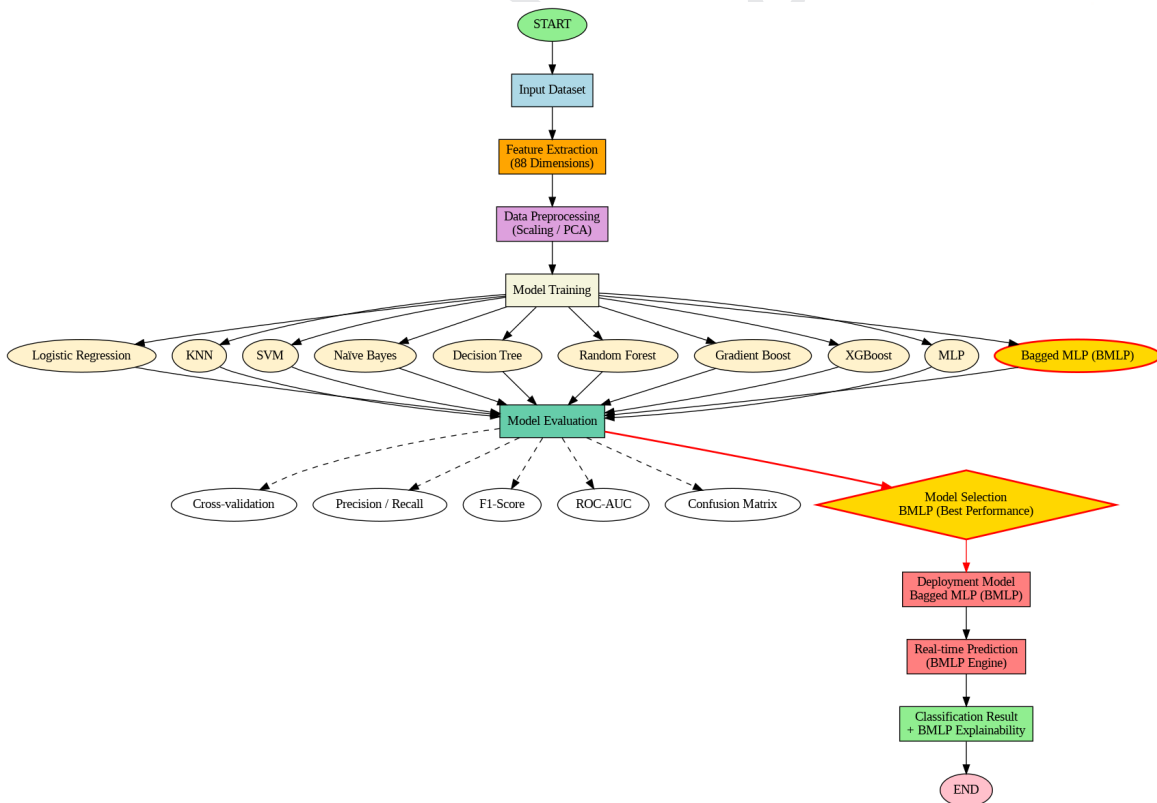 START
Input Dataset
Feature Extraction
(88 Dimensions)
Data Preprocessing
(Scaling / PCA)
Model Training
Logistic Regression
KNN
SVM
Naïve Bayes
Decision Tree
Random Forest
Gradient Boost
XGBoost
MLP
Bagged MLP (BMLP)
Model Evaluation
Cross-validation
Precision / Recall
F1-Score
ROC-AUC
Confusion Matrix
Model Selection
BMLP (Best Performance)
Deployment Model
Bagged MLP (BMLP)
Real-time Prediction
(BMLP Engine)
Classification Result
+ BMLP Explainability
END